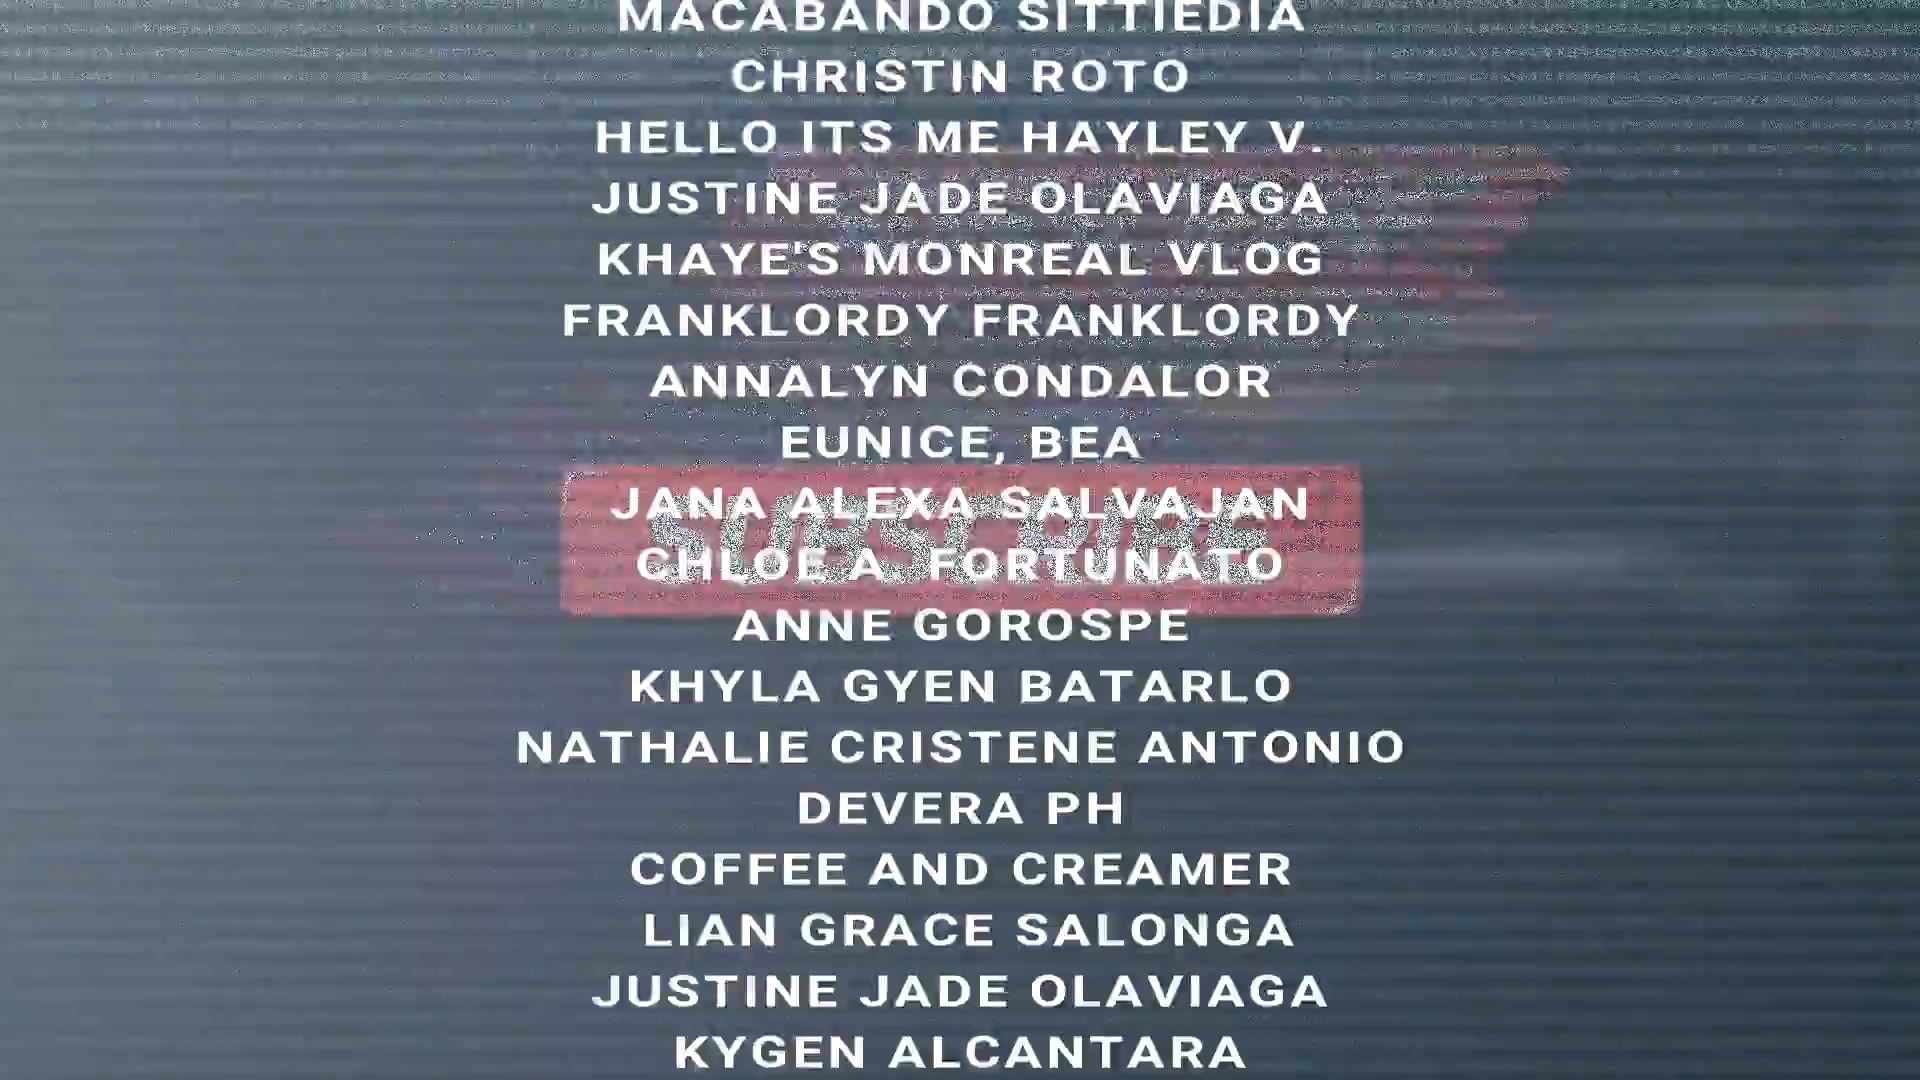 MACABANDO SITTIEDIA
CHRISTIN ROTO
HELLO ITS ME HAYLEY V.
JUSTINE JADE OLAVIAGA
KHAYE'S MONREAL VLOG
FRANKLORDY FRANKLORDY
ANNALYN CONDALOR
EUNICE, BEA
JANA ALEXA SALVAJAN
SUBSCRIBE
CHLOE A. FORTUNATO
ANNE GOROSPE
KHYLA GYEN BATARLO
NATHALIE CRISTENE ANTONIO
DEVERA PH
COFFEE AND CREAMER
LIAN GRACE SALONGA
JUSTINE JADE OLAVIAGA
KYGEN ALCANTARA